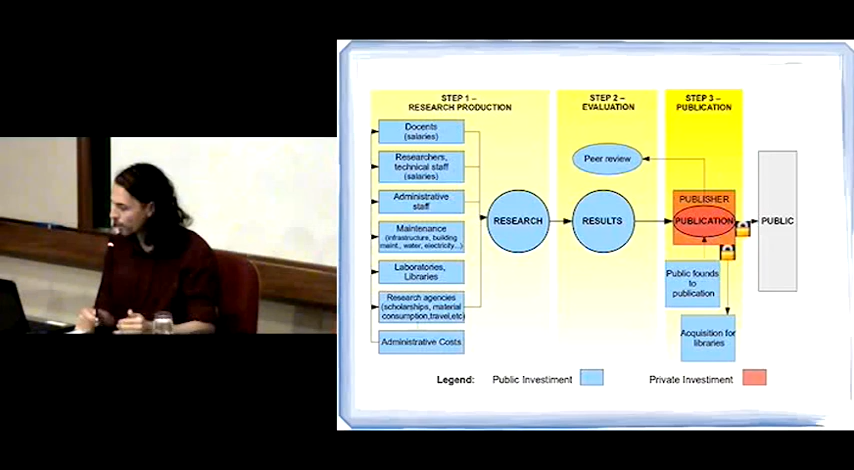 STEP 1 –
RESEARCH PRODUCTION
Docents
(salaries)
Researchers,
technical staff
(salaries)
Administrative
staff
Maintenance
(infrastructure, building
maint., water, electricity...)
Laboratories,
Libraries
Research agencies
(scholarships, material
consumption,travel,etc)
Administrative Costs
RESEARCH
STEP 2 –
EVALUATION
Peer review
RESULTS
STEP 3 –
PUBLICATION
PUBLISHER
PUBLICATION
Public founds
to
publication
Acquisition for
libraries
PUBLIC
Legend:
Public Investiment
Private Investiment